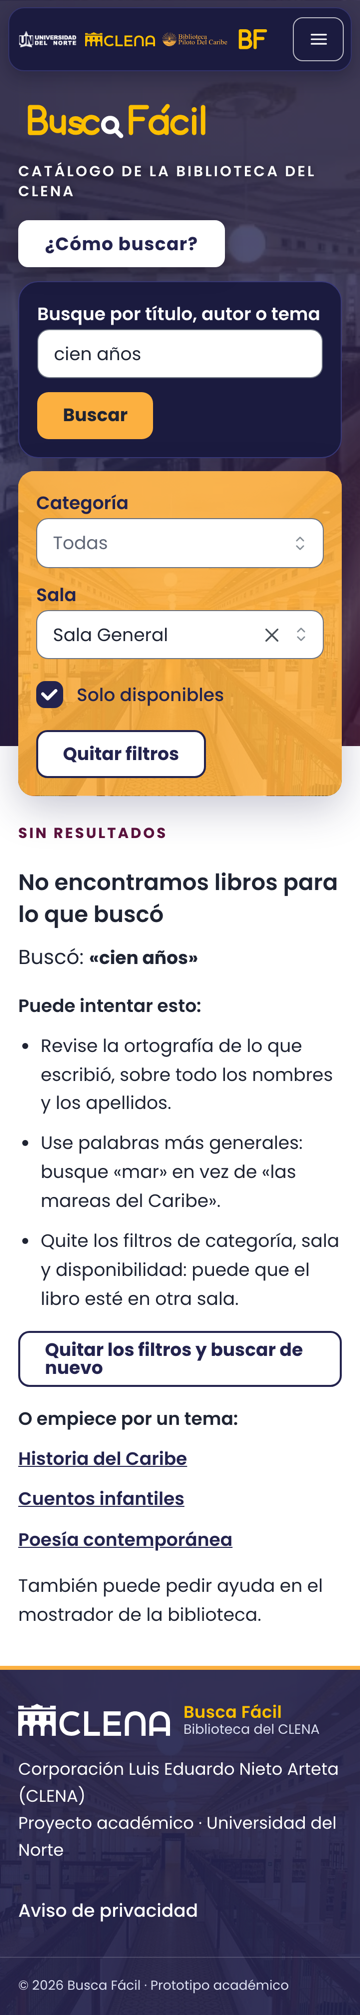 UNIVERSIDAD
DEL NORTE
CLENA
Biblioteca
Piloto Del Caribe
BF
Busca Fácil
CATÁLOGO DE LA BIBLIOTECA DEL
CLENA
¿Cómo buscar?
Busque por título, autor o tema
cien años
Buscar
Categoría
Todas
Sala
Sala General
Solo disponibles
Quitar filtros
SIN RESULTADOS
No encontramos libros para
lo que buscó
Buscó: «cien años»
Puede intentar esto:
• Revise la ortografía de lo que
escribió, sobre todo los nombres
y los apellidos.
• Use palabras más generales:
busque «mar» en vez de «las
mareas del Caribe».
• Quite los filtros de categoría, sala
y disponibilidad: puede que el
libro esté en otra sala.
Quitar los filtros y buscar de
nuevo
O empiece por un tema:
Historia del Caribe
Cuentos infantiles
Poesía contemporánea
También puede pedir ayuda en el
mostrador de la biblioteca.
CLENA
Busca Fácil
Biblioteca del CLENA
Corporación Luis Eduardo Nieto Arteta
(CLENA)
Proyecto académico · Universidad del
Norte
Aviso de privacidad
© 2026 Busca Fácil · Prototipo académico